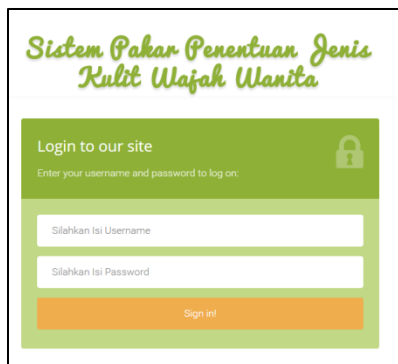 Sistem Pakar Penentuan Jenis
Kulit Wajah Wanita
Login to our site
Enter your username and password to log on:
Silahkan Isi Username
Silahkan Isi Password
Sign in!